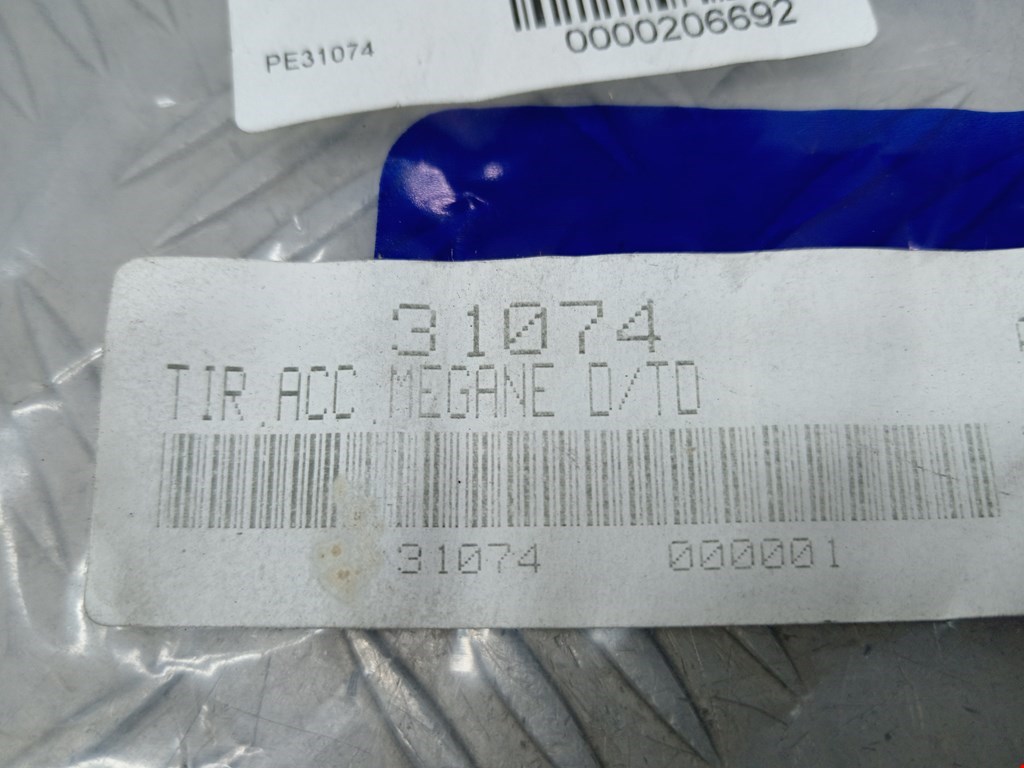 0000206692
PE31074
31074
TIR.ACC.MEGANE D/TD
31074 000001